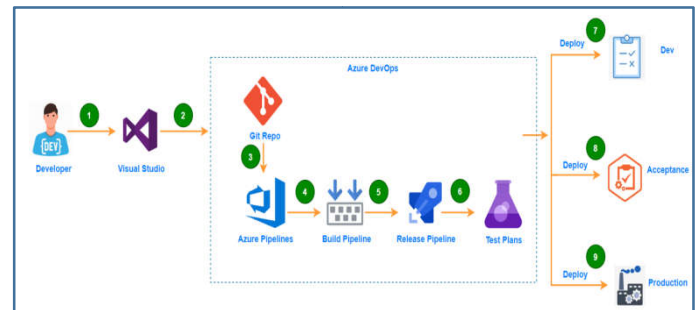 Azure DevOps
7
Deploy
Dev
1
2
{DEV}
Developer
Visual Studio
Git Repo
3
8
Deploy
Acceptance
4
5
6
Azure Pipelines
Build Pipeline
Release Pipeline
Test Plans
9
Deploy
Production